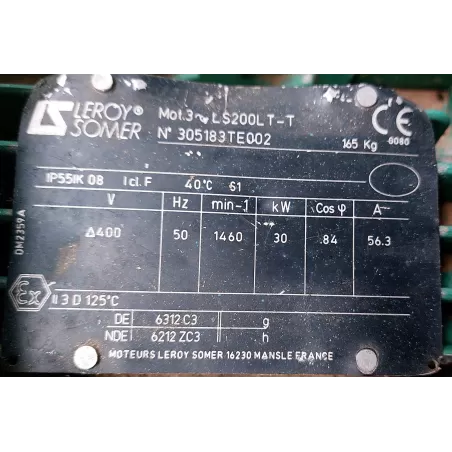 LEROY®
SOMER
Mot.3~ LS200LT-T
N° 305183TE002
165 Kg
CE
0080
IP55IK 08 I cl. F 40°C S1
V Hz min-1 kW Cos φ A
Δ400 50 1460 30 .84 56.3
DM2359A
Ex
II 3 D 125°C
DE 6312 C3 g
NDE 6212 ZC3 h
MOTEURS LEROY SOMER 16230 MANSLE FRANCE